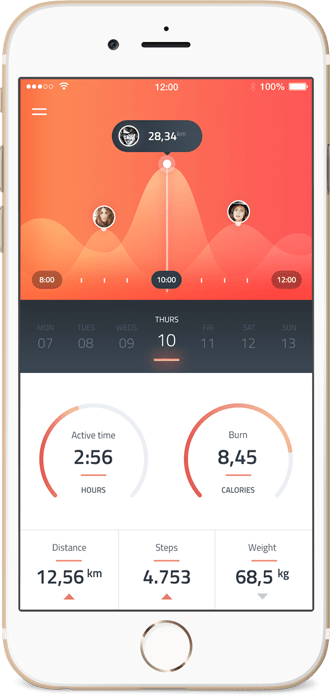 12:00 100%
28,34 km
8:00 10:00 12:00
THURS
MON TUES WEDS FRI SAT SUN
07 08 09 10 11 12 13
Active time Burn
2:56 8,45
HOURS CALORIES
Distance Steps Weight
12,56 km 4.753 68,5 kg